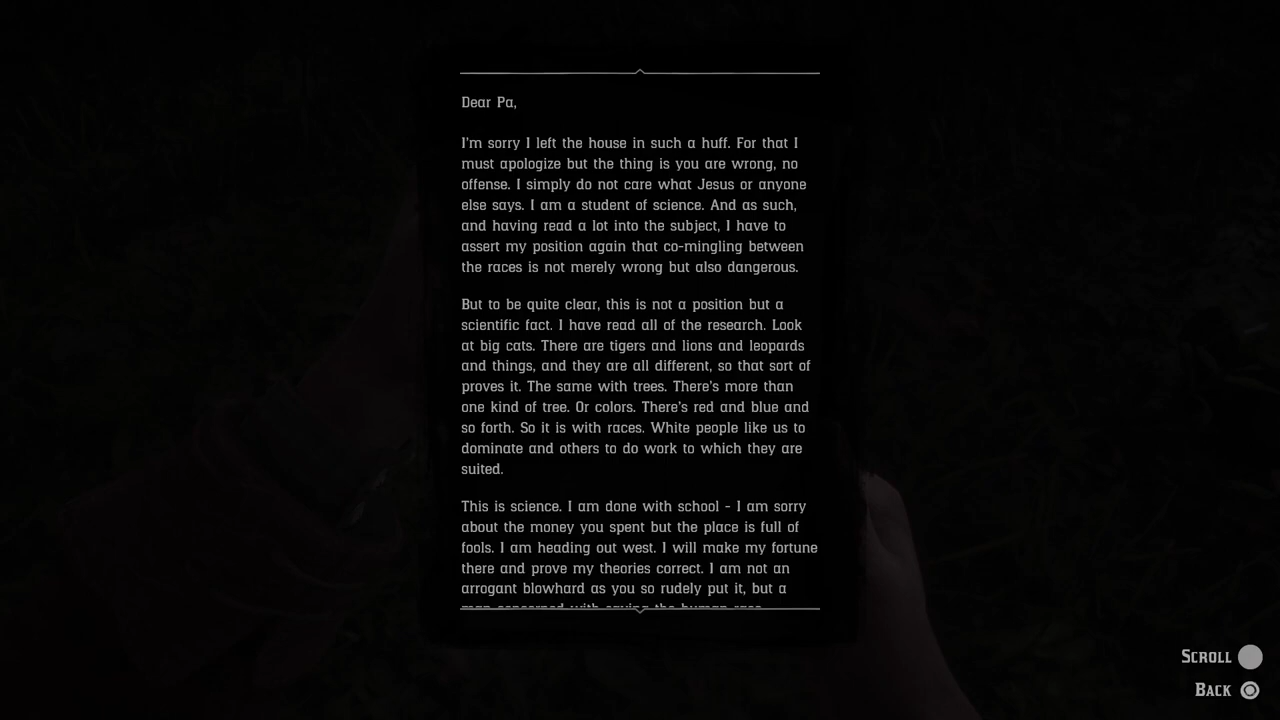 Dear Pa,
I'm sorry I left the house in such a huff. For that I
must apologize but the thing is you are wrong, no
offense. I simply do not care what Jesus or anyone
else says. I am a student of science. And as such,
and having read a lot into the subject, I have to
assert my position again that co-mingling between
the races is not merely wrong but also dangerous.
But to be quite clear, this is not a position but a
scientific fact. I have read all of the research. Look
at big cats. There are tigers and lions and leopards
and things, and they are all different, so that sort of
proves it. The same with trees. There's more than
one kind of tree. Or colors. There's red and blue and
so forth. So it is with races. White people like us to
dominate and others to do work to which they are
suited.
This is science. I am done with school - I am sorry
about the money you spent but the place is full of
fools. I am heading out west. I will make my fortune
there and prove my theories correct. I am not an
arrogant blowhard as you so rudely put it, but a
man concerned with saving the human race.
Scroll
Back